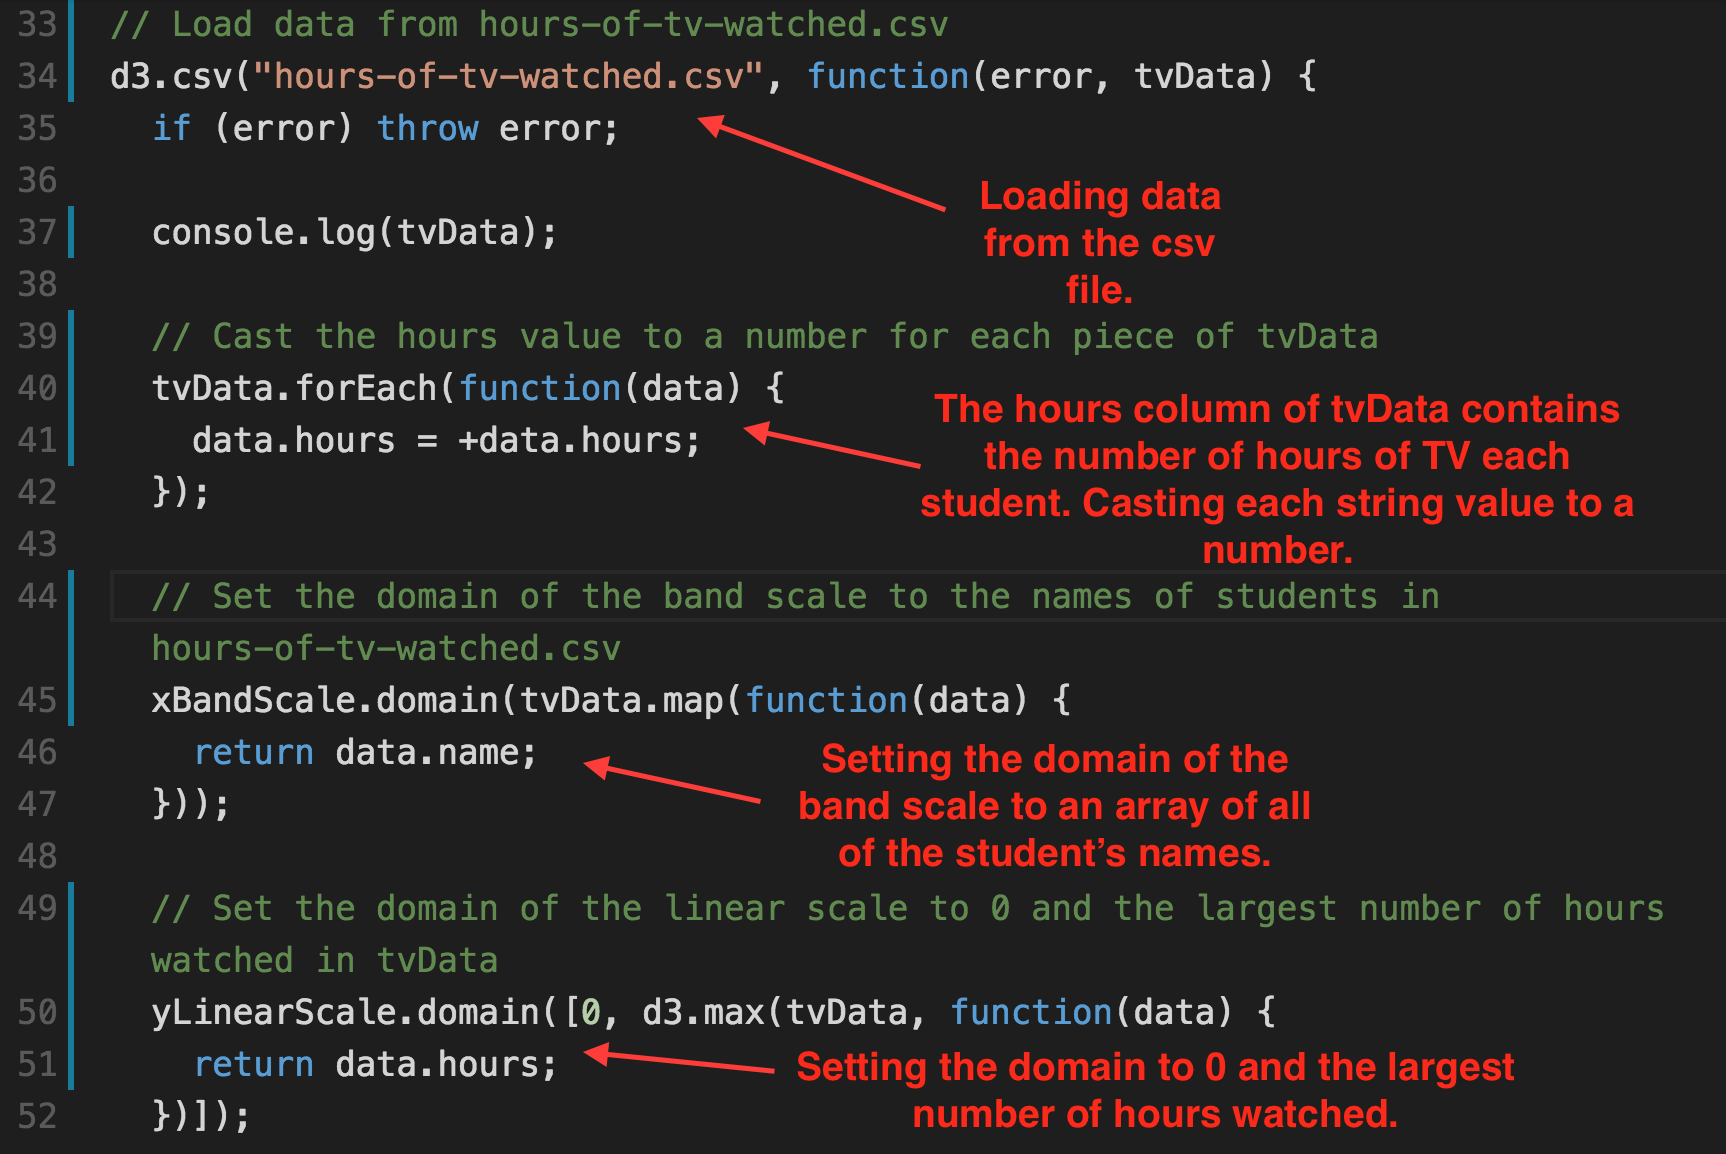 33 // Load data from hours-of-tv-watched.csv
34 d3.csv("hours-of-tv-watched.csv", function(error, tvData) {
35   if (error) throw error;
36
Loading data
from the csv
file.
37   console.log(tvData);
38
39   // Cast the hours value to a number for each piece of tvData
40   tvData.forEach(function(data) {
41     data.hours = +data.hours;
The hours column of tvData contains
the number of hours of TV each
student. Casting each string value to a
number.
42   });
43
44   // Set the domain of the band scale to the names of students in
hours-of-tv-watched.csv
45   xBandScale.domain(tvData.map(function(data) {
46     return data.name;
Setting the domain of the
band scale to an array of all
of the student’s names.
47   }));
48
49   // Set the domain of the linear scale to 0 and the largest number of hours
watched in tvData
50   yLinearScale.domain([0, d3.max(tvData, function(data) {
51     return data.hours;
Setting the domain to 0 and the largest
number of hours watched.
52   })]);